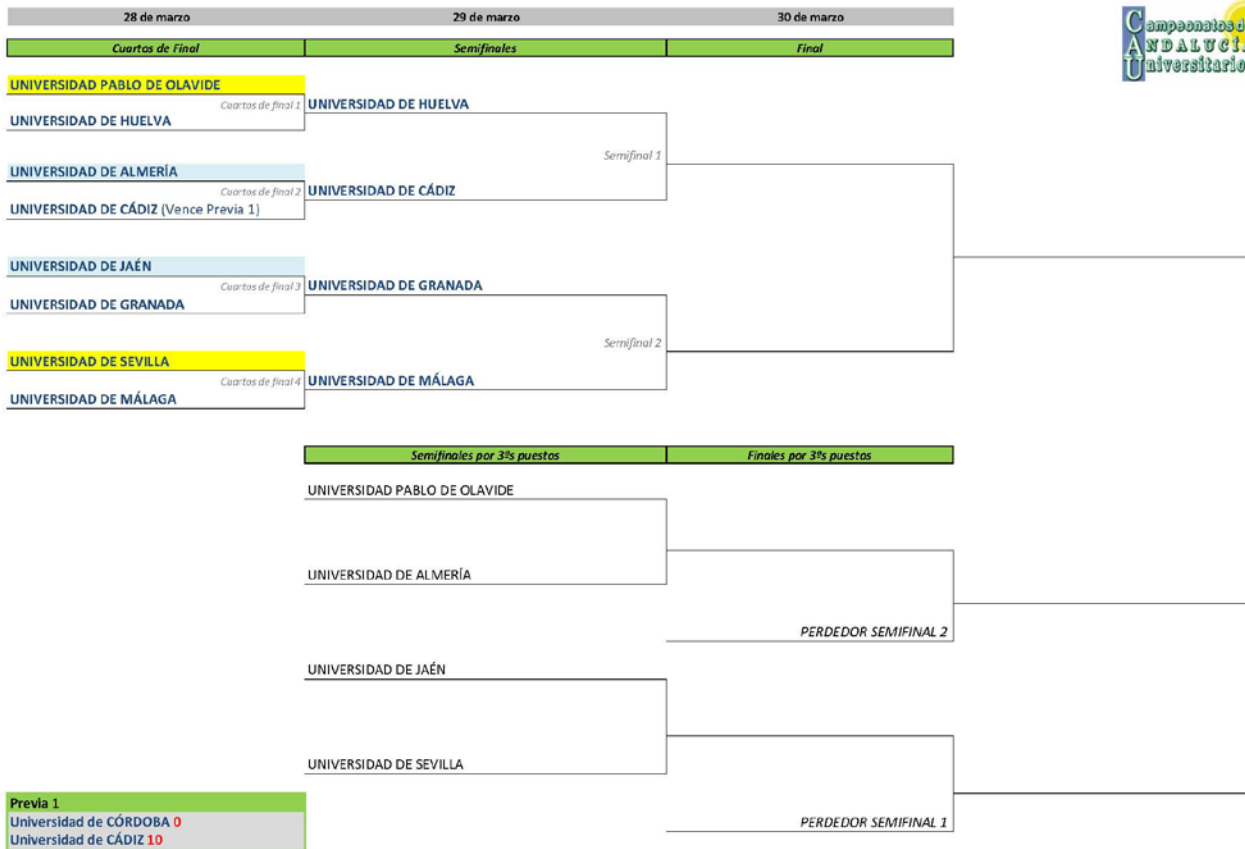 28 de marzo 29 de marzo 30 de marzo
Campeonatos d
ANDALUCÍ
Universitario
Cuartos de Final Semifinales Final
UNIVERSIDAD PABLO DE OLAVIDE
Cuartos de final 1 UNIVERSIDAD DE HUELVA
UNIVERSIDAD DE HUELVA
Semifinal 1
UNIVERSIDAD DE ALMERÍA
Cuartos de final 2 UNIVERSIDAD DE CÁDIZ
UNIVERSIDAD DE CÁDIZ (Vence Previa 1)
UNIVERSIDAD DE JAÉN
Cuartos de final 3 UNIVERSIDAD DE GRANADA
UNIVERSIDAD DE GRANADA
Semifinal 2
UNIVERSIDAD DE SEVILLA
Cuartos de final 4 UNIVERSIDAD DE MÁLAGA
UNIVERSIDAD DE MÁLAGA
Semifinales por 3ºs puestos Finales por 3ºs puestos
UNIVERSIDAD PABLO DE OLAVIDE
UNIVERSIDAD DE ALMERÍA
PERDEDOR SEMIFINAL 2
UNIVERSIDAD DE JAÉN
UNIVERSIDAD DE SEVILLA
PERDEDOR SEMIFINAL 1
Previa 1
Universidad de CÓRDOBA 0
Universidad de CÁDIZ 10